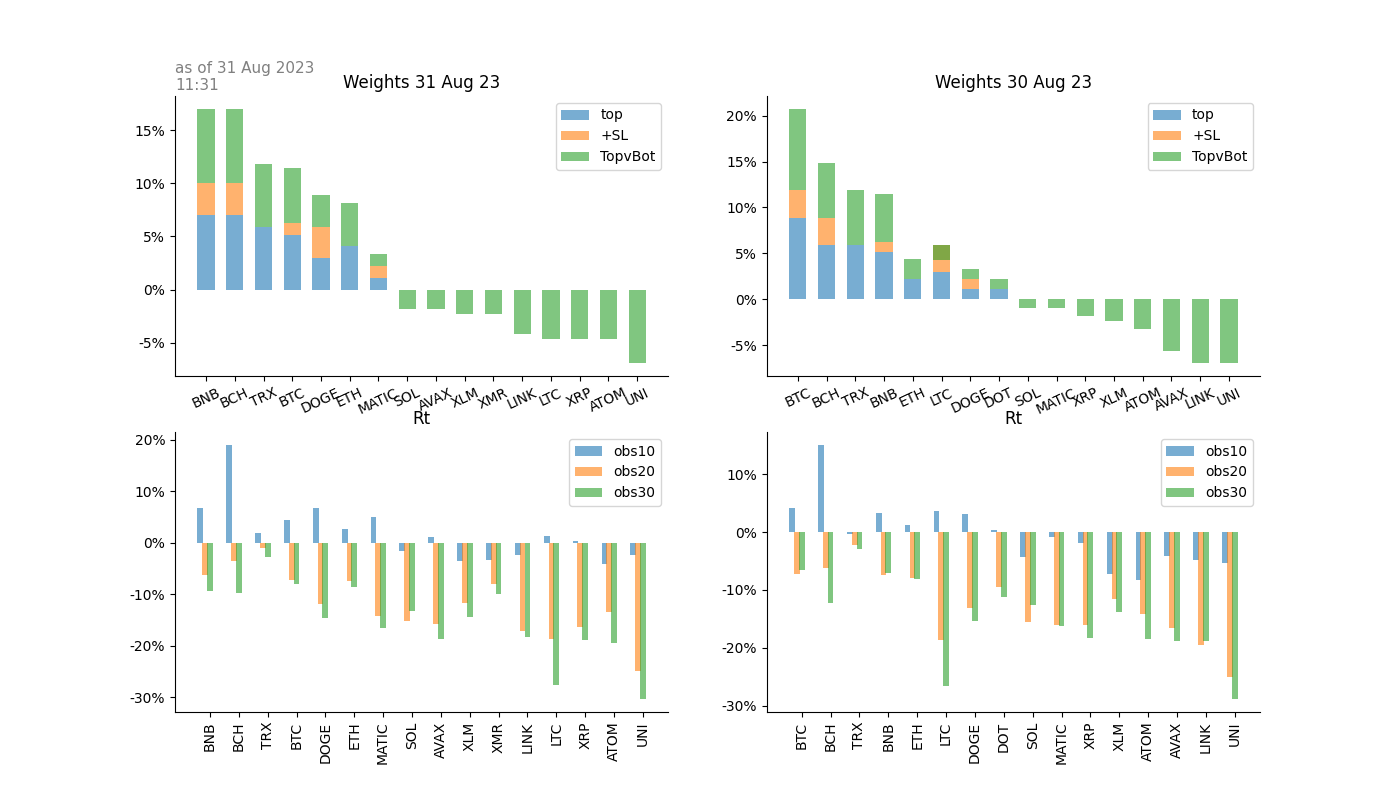 as of 31 Aug 2023
11:31
Weights 31 Aug 23
15%
10%
5%
0%
-5%
top
+SL
TopvBot
BNB BCH TRX BTC DOGE ETH MATIC SOL AVAX XLM XMR LINK LTC XRP ATOM UNI
Weights 30 Aug 23
20%
15%
10%
5%
0%
-5%
top
+SL
TopvBot
BTC BCH TRX BNB ETH LTC DOGE DOT SOL MATIC XRP XLM ATOM AVAX LINK UNI
Rt
20%
10%
0%
-10%
-20%
-30%
obs10
obs20
obs30
BNB BCH TRX BTC DOGE ETH MATIC SOL AVAX XLM XMR LINK LTC XRP ATOM UNI
Rt
10%
0%
-10%
-20%
-30%
obs10
obs20
obs30
BTC BCH TRX BNB ETH LTC DOGE DOT SOL MATIC XRP XLM ATOM AVAX LINK UNI